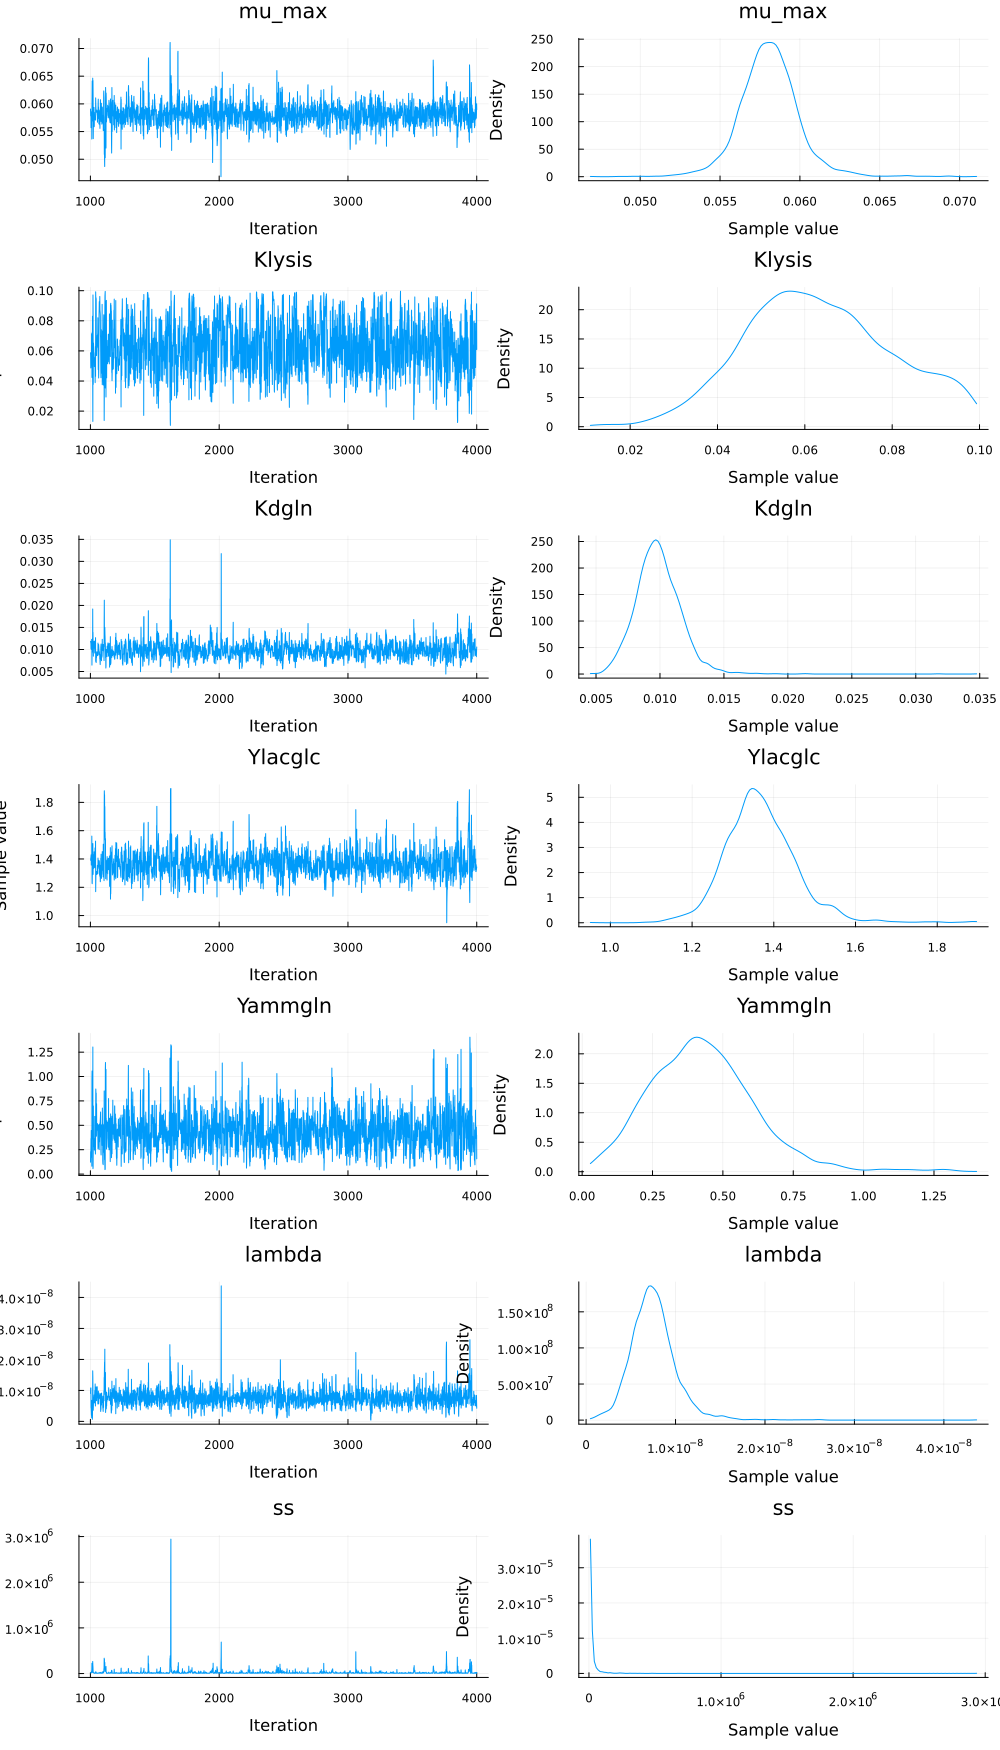 mu_max mu_max
0.070
0.065
0.060
0.055
0.050
1000 2000 3000 4000
Iteration
Density
250
200
150
100
50
0
0.050 0.055 0.060 0.065 0.070
Sample value
Klysis Klysis
0.10
0.08
0.06
0.04
0.02
1000 2000 3000 4000
Iteration
Density
20
15
10
5
0
0.02 0.04 0.06 0.08 0.10
Sample value
Kdgln Kdgln
0.035
0.030
0.025
0.020
0.015
0.010
0.005
1000 2000 3000 4000
Iteration
Density
250
200
150
100
50
0
0.005 0.010 0.015 0.020 0.025 0.030 0.035
Sample value
Ylacglc Ylacglc
Sample value
1.8
1.6
1.4
1.2
1.0
1000 2000 3000 4000
Iteration
Density
5
4
3
2
1
0
1.0 1.2 1.4 1.6 1.8
Sample value
Yammgln Yammgln
1.25
1.00
0.75
0.50
0.25
0.00
1000 2000 3000 4000
Iteration
Density
2.0
1.5
1.0
0.5
0.0
0.00 0.25 0.50 0.75 1.00 1.25
Sample value
lambda lambda
4.0×10⁻⁸
3.0×10⁻⁸
2.0×10⁻⁸
1.0×10⁻⁸
0
1000 2000 3000 4000
Iteration
Density
1.50×10⁸
1.00×10⁸
5.00×10⁷
0
0 1.0×10⁻⁸ 2.0×10⁻⁸ 3.0×10⁻⁸ 4.0×10⁻⁸
Sample value
ss ss
3.0×10⁶
2.0×10⁶
1.0×10⁶
0
1000 2000 3000 4000
Iteration
Density
3.0×10⁻⁵
2.0×10⁻⁵
1.0×10⁻⁵
0
0 1.0×10⁶ 2.0×10⁶ 3.0×1
Sample value